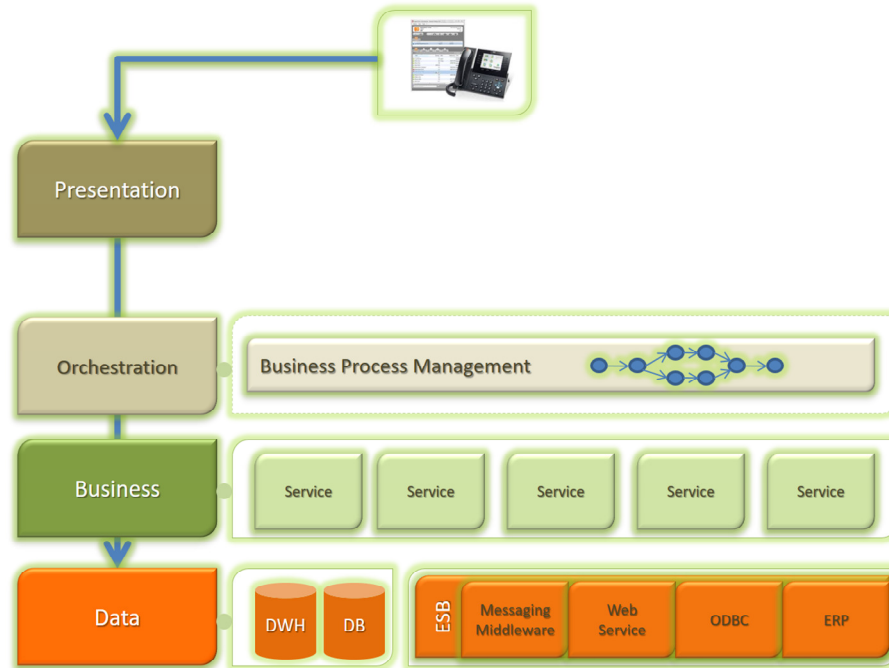 Presentation
Orchestration
Business Process Management
Business
Service
Service
Service
Service
Service
Data
DWH
DB
ESB
Messaging
Middleware
Web
Service
ODBC
ERP